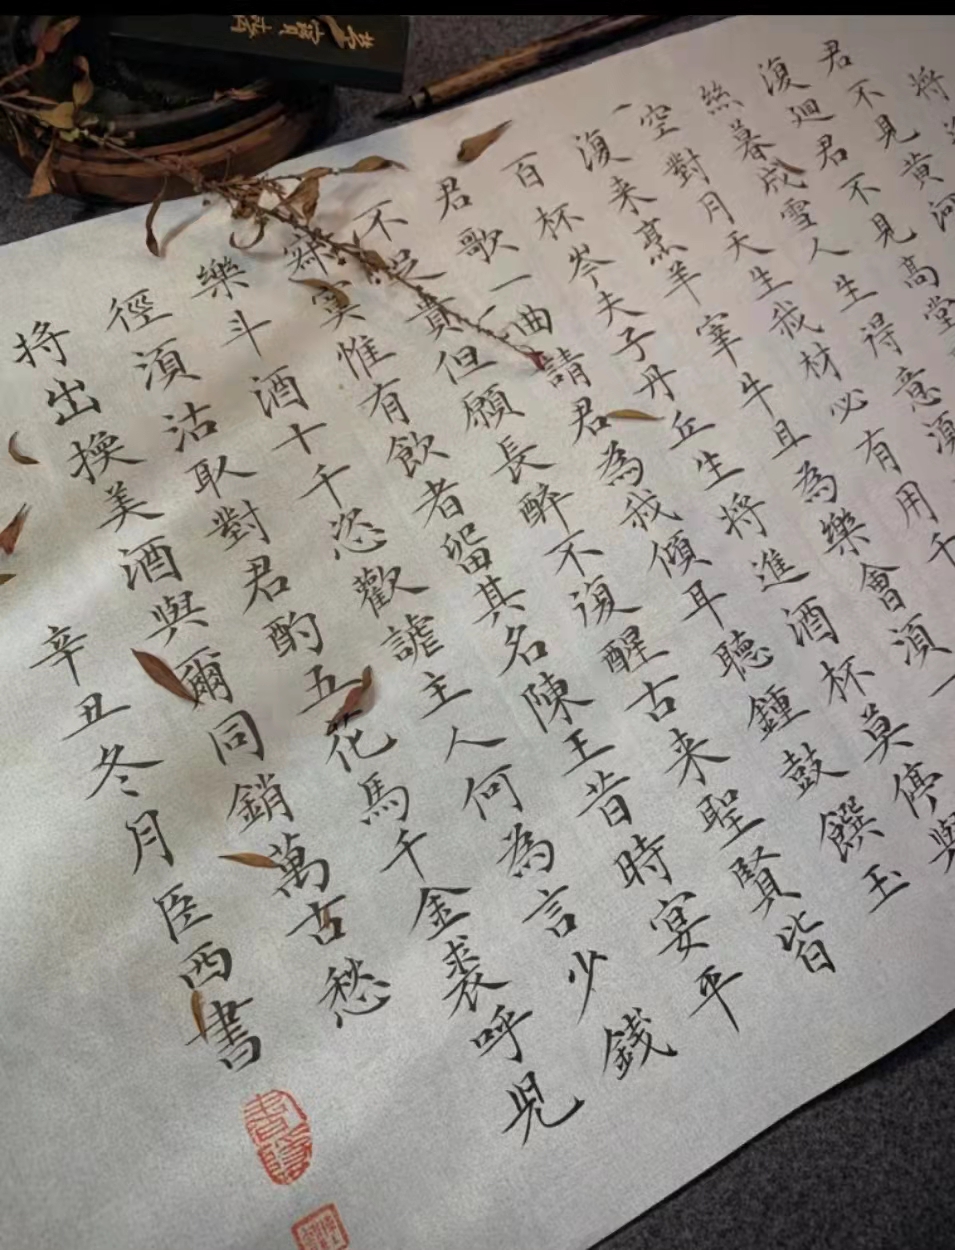 將進
君不見黃河
復迴君不見高堂
絲暮成雪人生得意須
空對月天生我材必有用千
復来烹羊宰牛且為樂會須一
百杯岑夫子丹丘生將進酒杯莫停與
君歌一曲請君為我傾耳聽鍾鼓饌玉
不足貴但願長醉不復醒古来聖賢皆
寞惟有飲者留其名陳王昔時宴平
樂斗酒十千恣歡謔主人何為言少錢
徑須沽取對君酌五花馬千金裘呼兒
将出換美酒與爾同銷萬古愁
辛丑冬月臣西書